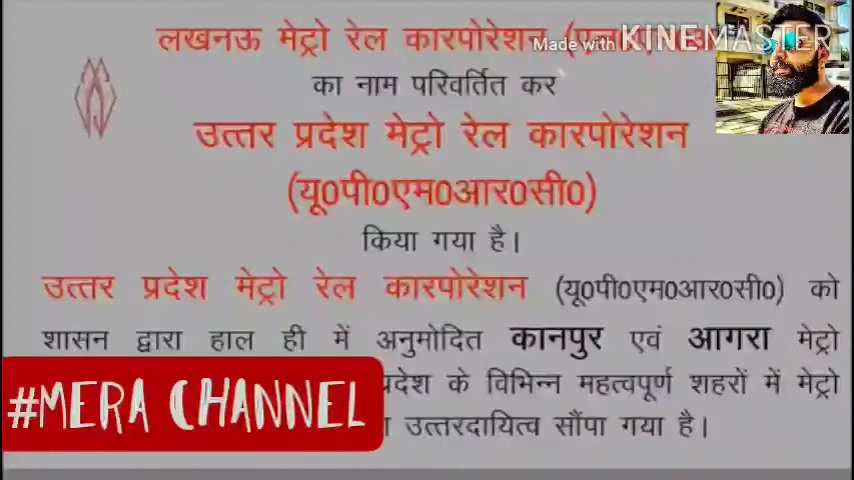 लखनऊ मेट्रो रेल कारपोरेशन
Made with KINEMASTER
का नाम परिवर्तित कर
उत्तर प्रदेश मेट्रो रेल कारपोरेशन
(यू0पी0एम0आर0सी0)
किया गया है।
उत्तर प्रदेश मेट्रो रेल कारपोरेशन (यू0पी0एम0आर0सी0) को
शासन द्वारा हाल ही में अनुमोदित कानपुर एवं आगरा मेट्रो
के विभिन्न महत्वपूर्ण शहरों में मेट्रो
उत्तरदायित्व सौंपा गया है।
#MERA CHANNEL